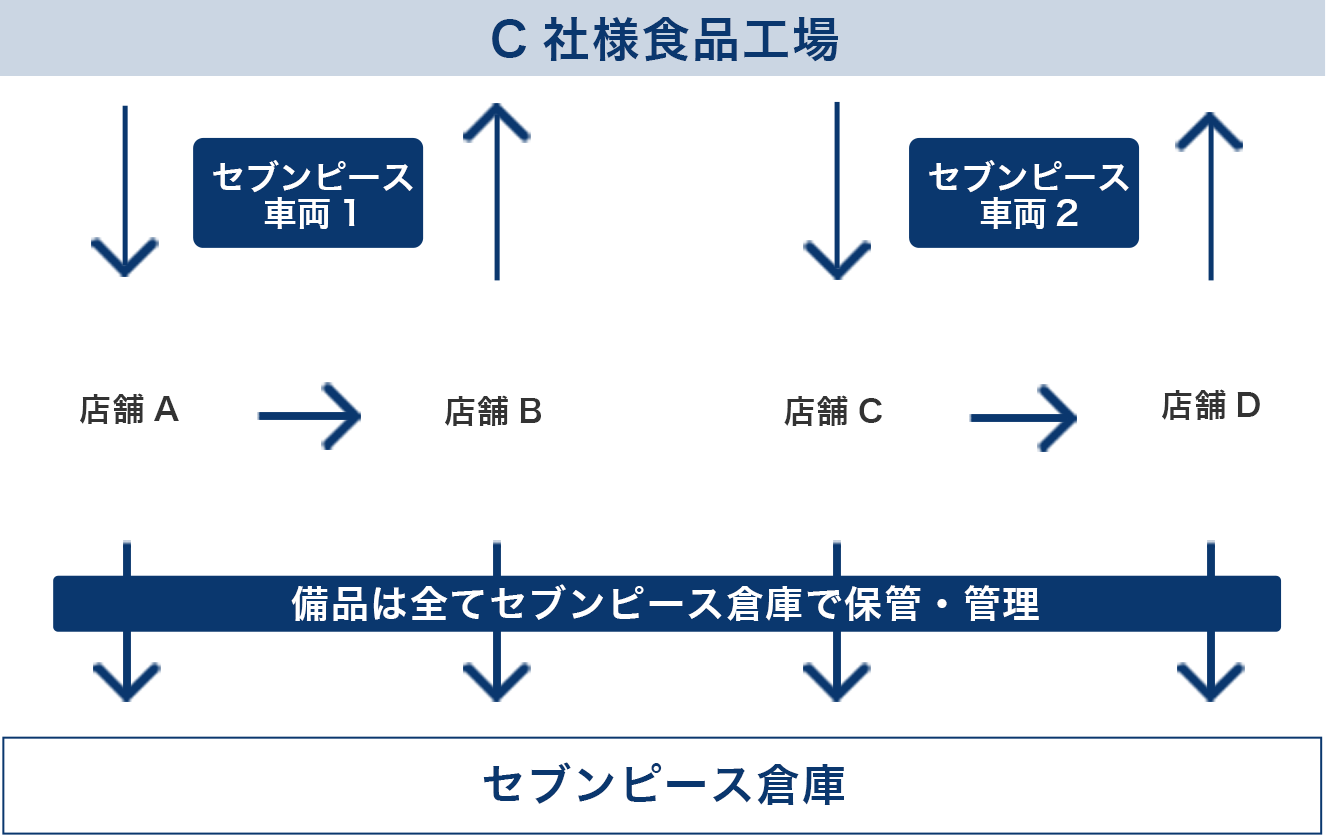 C 社様食品工場
セブンピース
車両 1
セブンピース
車両 2
店舗 A
店舗 B
店舗 C
店舗 D
備品は全てセブンピース倉庫で保管・管理
セブンピース倉庫